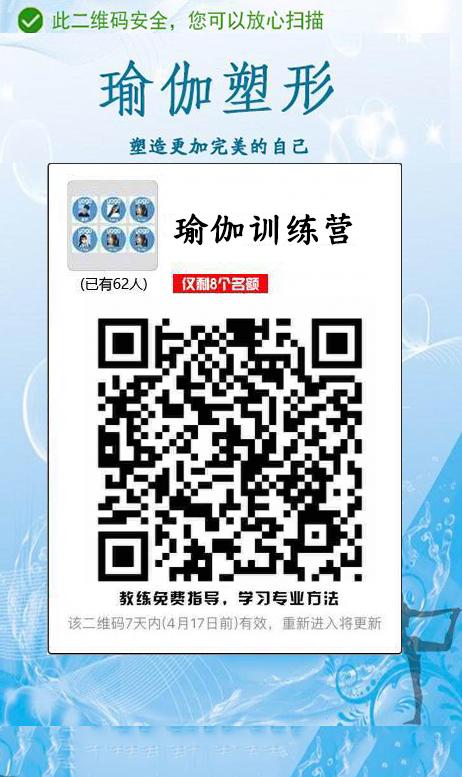 此二维码安全，您可以放心扫描
瑜伽塑形
塑造更加完美的自己
瑜伽训练营
(已有62人)
仅剩8个名额
教练免费指导，学习专业方法
该二维码7天内(4月17日前)有效，重新进入将更新